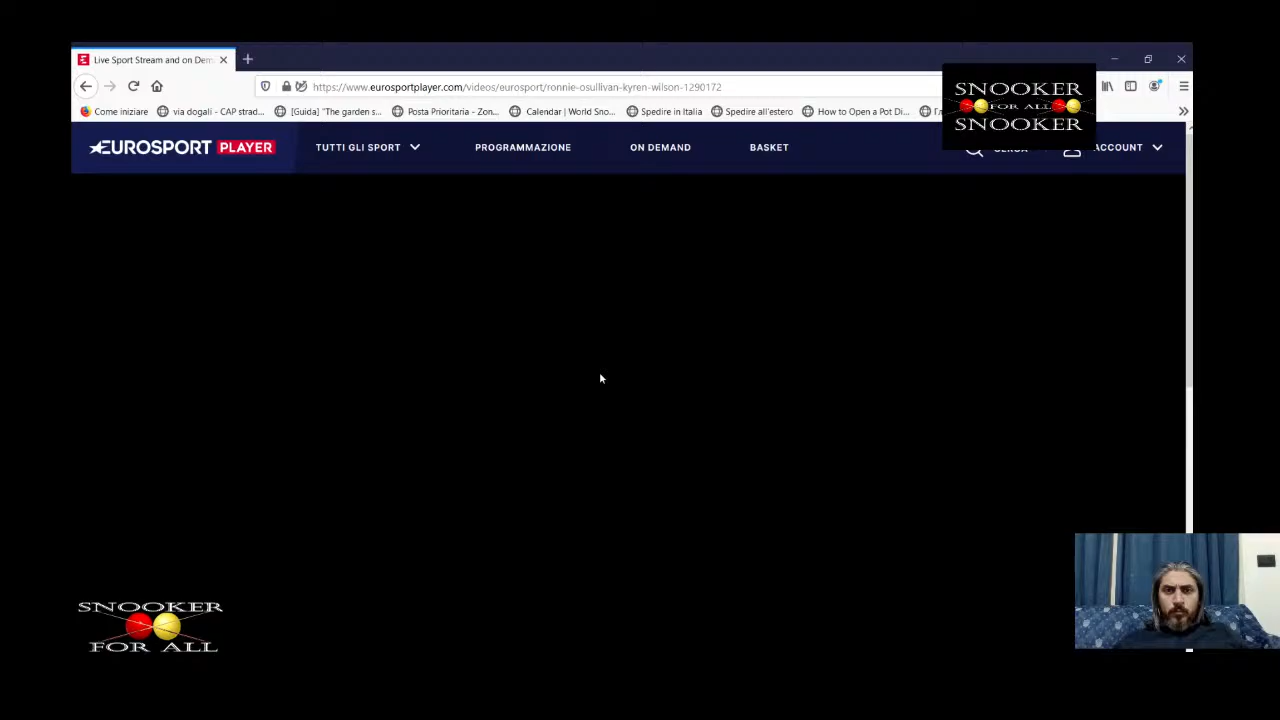 Live Sport Stream and on Dem
https://www.eurosportplayer.com/videos/eurosport/ronnie-osullivan-kyren-wilson-1290172
Come iniziare
via dogali - CAP strad...
[Guida] "The garden s...
Posta Prioritaria - Zon...
Calendar | World Sno...
Spedire in Italia
Spedire all'estero
How to Open a Pot Di...
SNOOKER
FOR ALL
SNOOKER
EUROSPORT PLAYER
TUTTI GLI SPORT
PROGRAMMAZIONE
ON DEMAND
BASKET
CERCA
ACCOUNT
SNOOKER
FOR ALL